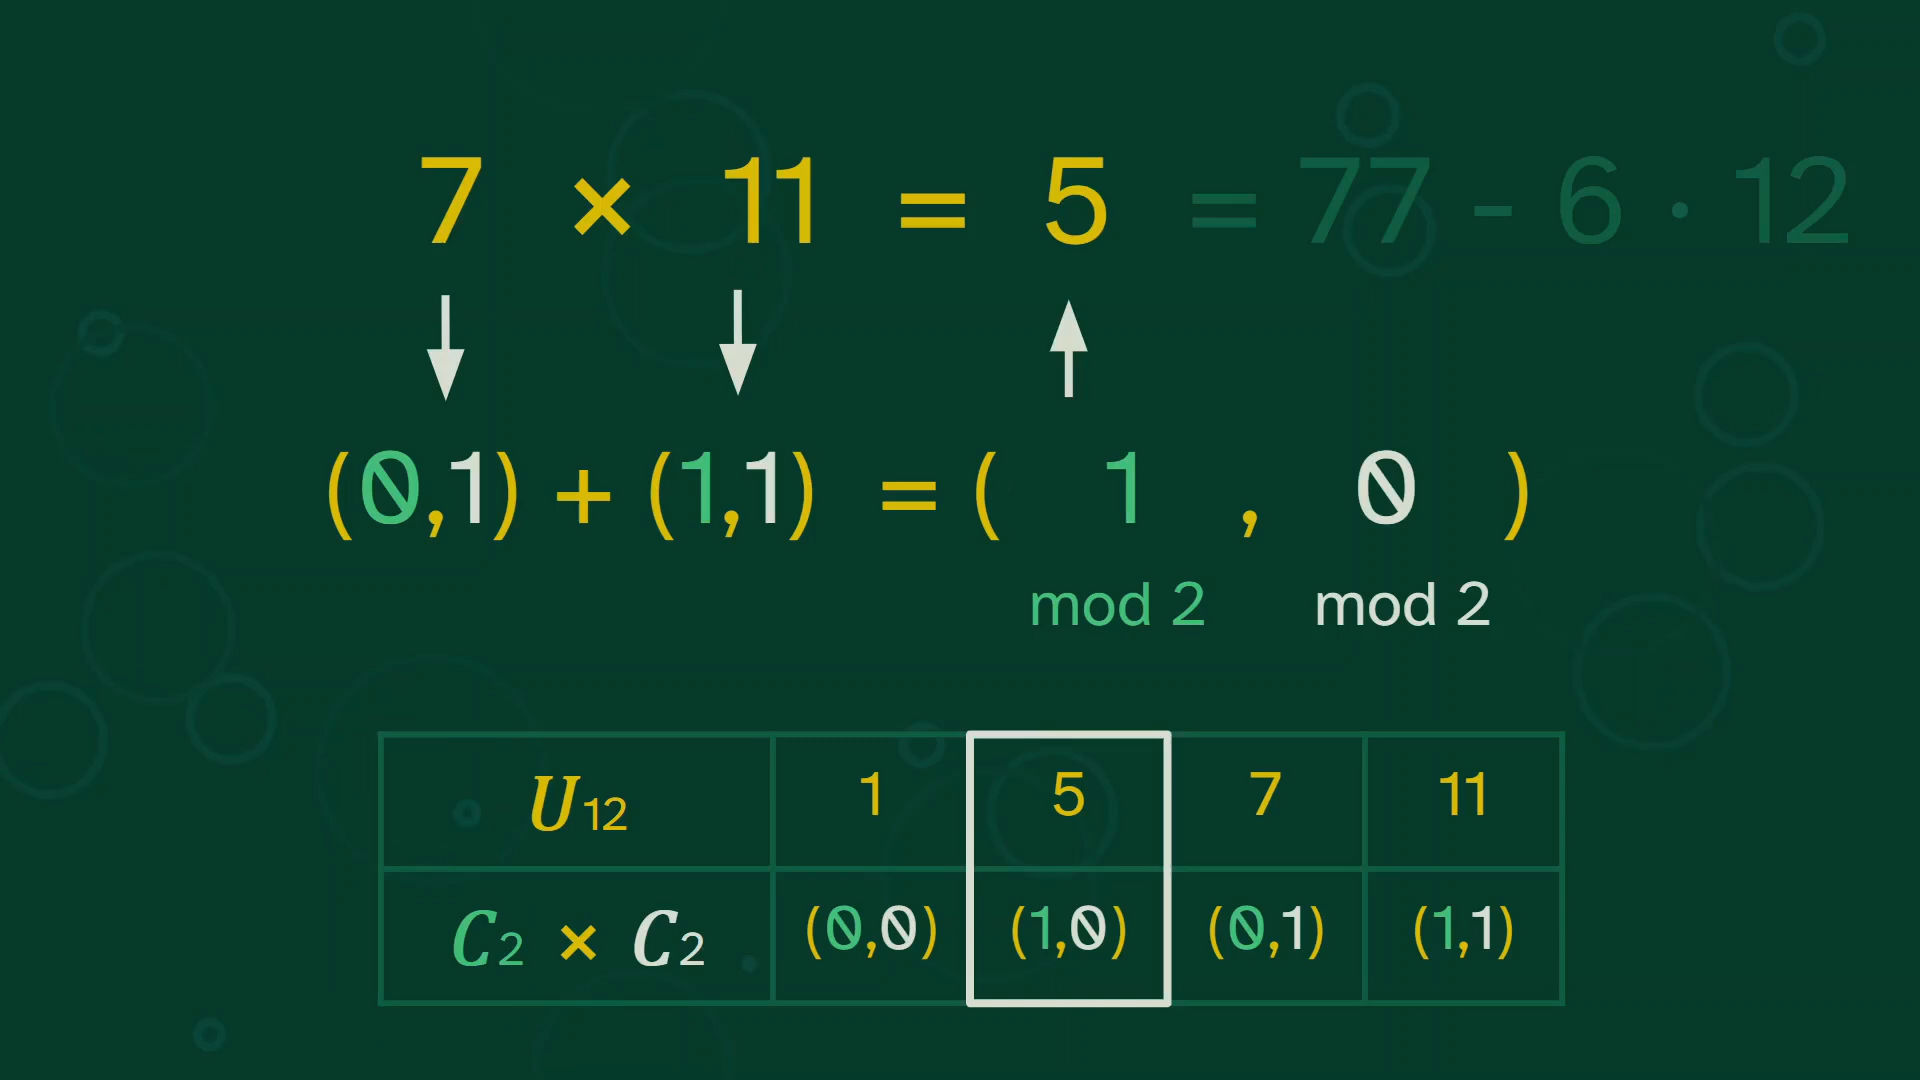 7 × 11 = 5 = 77 - 6 · 12
(0,1) + (1,1) = ( 1 , 0 )
mod 2 mod 2
U12 1 5 7 11
C2 × C2 (0,0) (1,0) (0,1) (1,1)